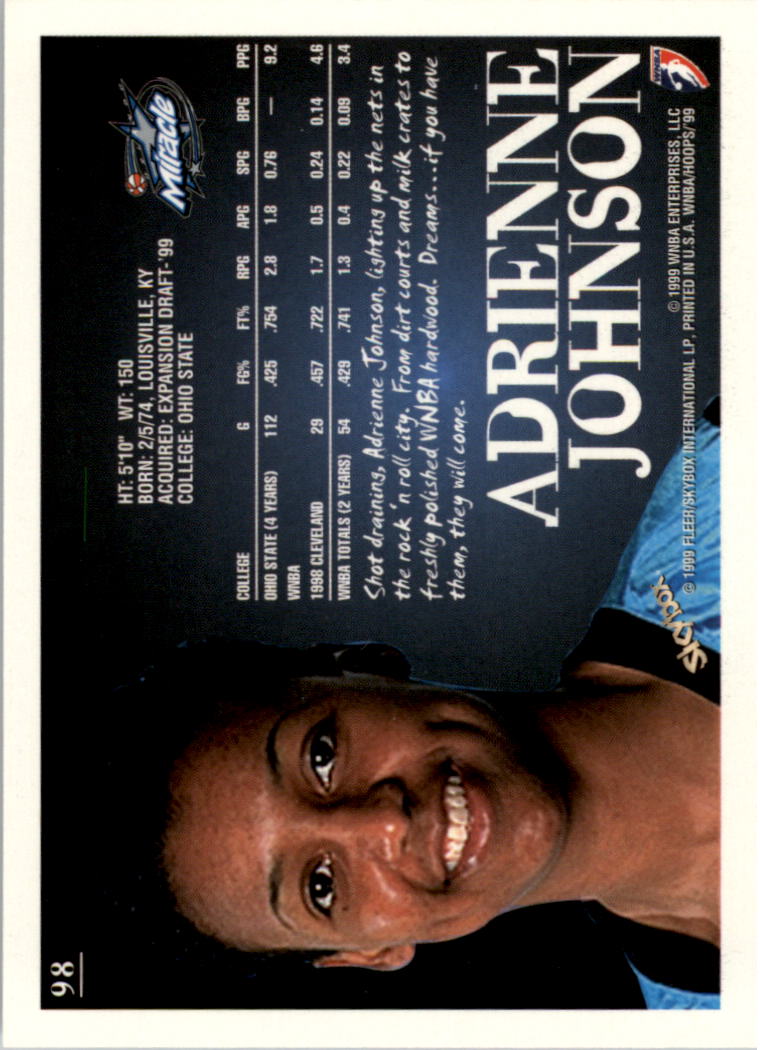 98
HT: 5'10" WT: 150
BORN: 2/5/74, LOUISVILLE, KY
ACQUIRED: EXPANSION DRAFT-'99
COLLEGE: OHIO STATE
Miracle
COLLEGE G FG% FT% RPG APG SPG BPG PPG
OHIO STATE (4 YEARS) 112 .425 .754 2.8 1.8 0.76 — 9.2
WNBA
1998 CLEVELAND 29 .457 .722 1.7 0.5 0.24 0.14 4.6
WNBA TOTALS (2 YEARS) 54 .429 .741 1.3 0.4 0.22 0.09 3.4
Shot draining, Adrienne Johnson, lighting up the nets in
the rock 'n roll city. From dirt courts and milk crates to
freshly polished WNBA hardwood. Dreams...if you have
them, they will come.
ADRIENNE
JOHNSON
WNBA
SkyBox
© 1999 WNBA ENTERPRISES, LLC
© 1999 FLEER/SKYBOX INTERNATIONAL LP, PRINTED IN U.S.A. WNBA/HOOPS/'99